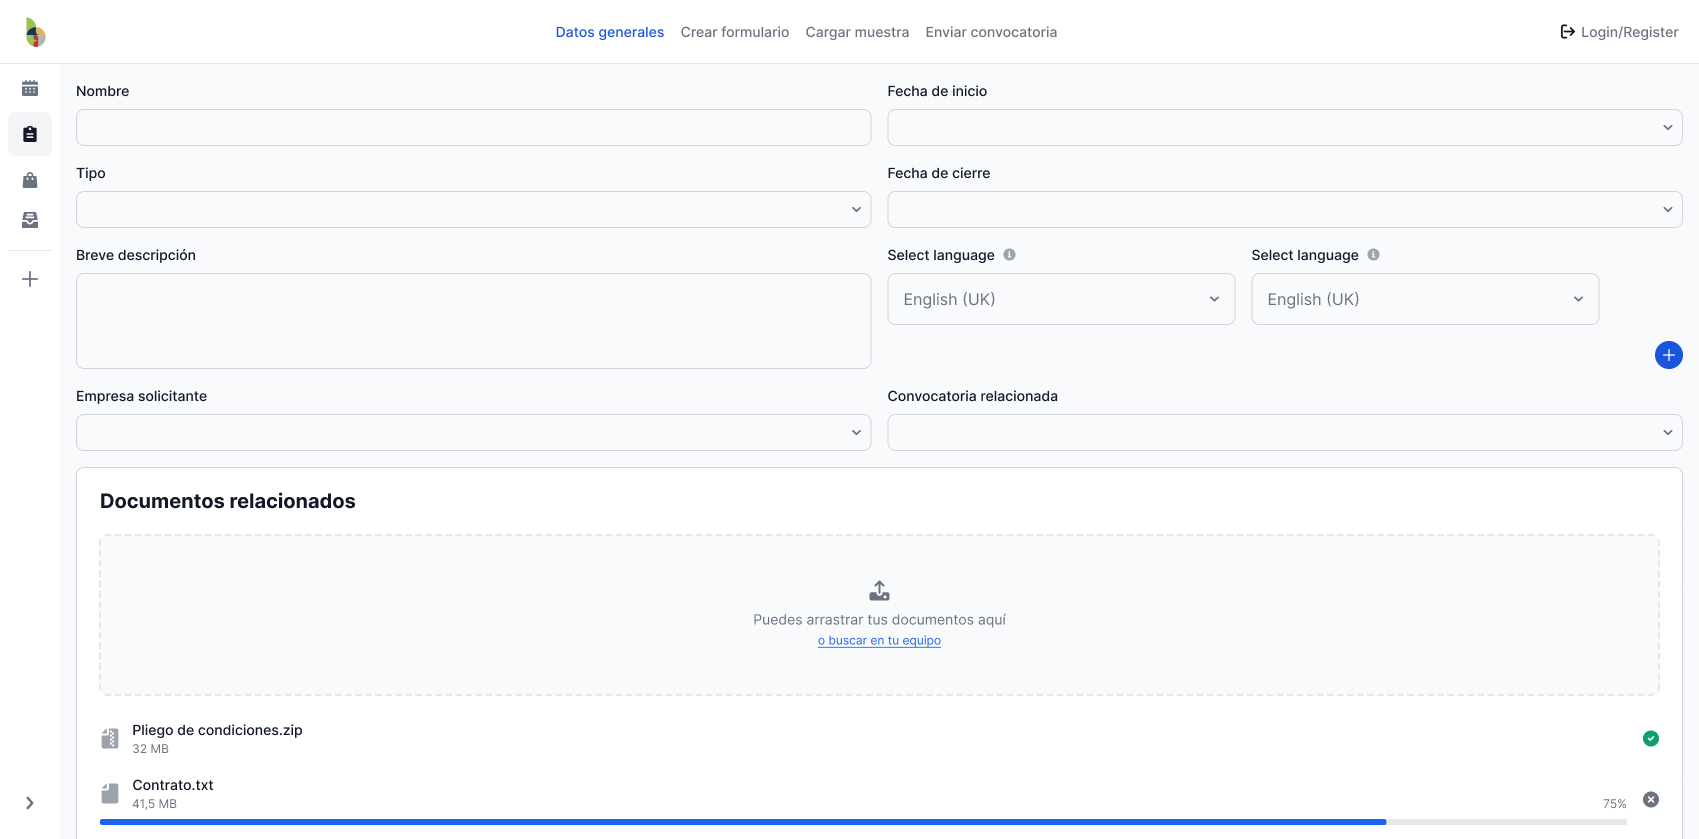 Datos generales
Crear formulario
Cargar muestra
Enviar convocatoria
Login/Register
Nombre
Fecha de inicio
Tipo
Fecha de cierre
Breve descripción
Select language
Select language
English (UK)
English (UK)
Empresa solicitante
Convocatoria relacionada
Documentos relacionados
Puedes arrastrar tus documentos aquí
o buscar en tu equipo
Pliego de condiciones.zip
32 MB
Contrato.txt
41,5 MB
75%